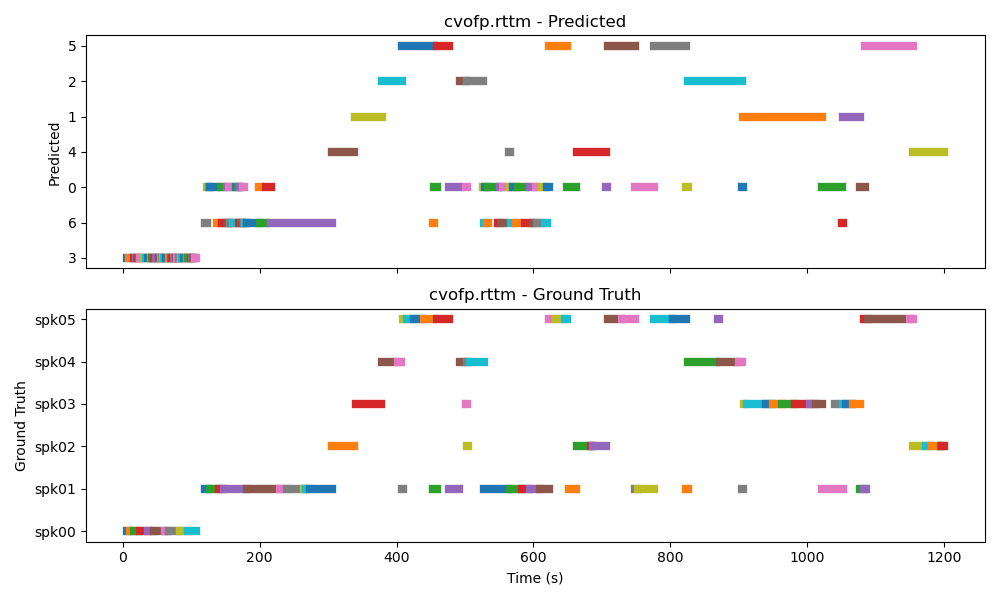 cvofp.rttm - Predicted
5
2
1
4
0
6
3
Predicted
cvofp.rttm - Ground Truth
spk05
spk04
spk03
spk02
spk01
spk00
Ground Truth
0 200 400 600 800 1000 1200
Time (s)